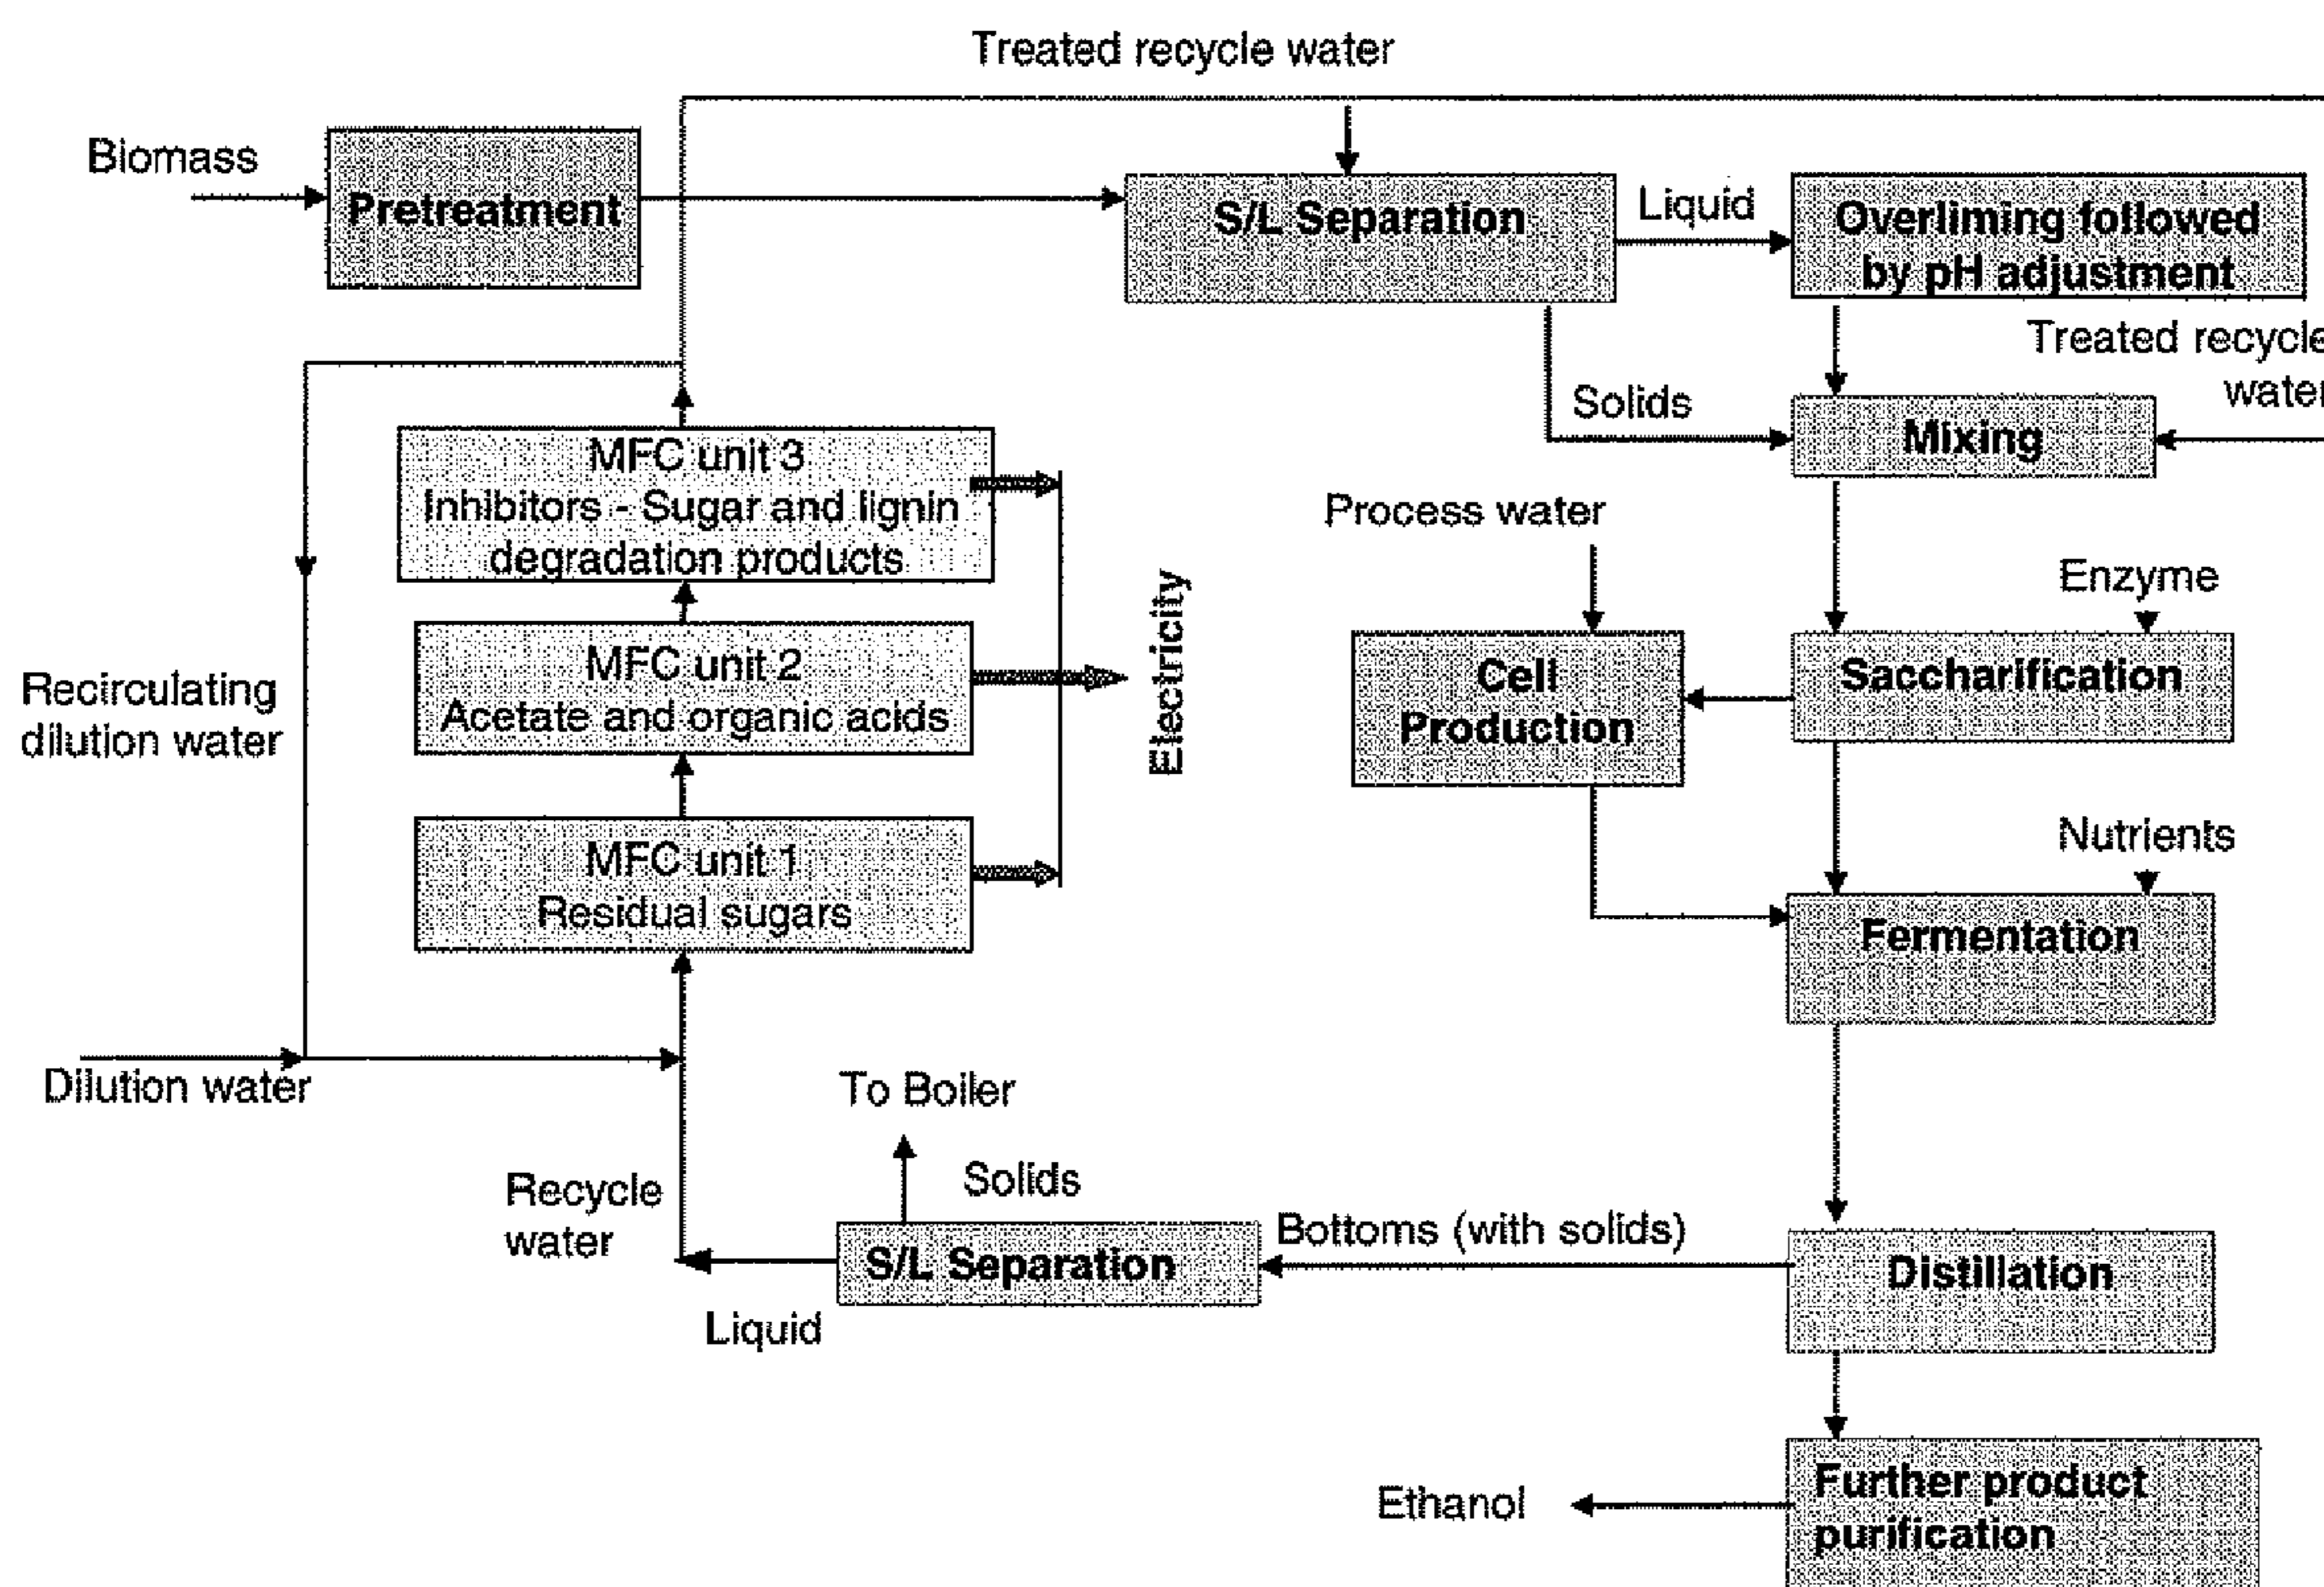 Treated recycle water
Biomass
Pretreatment
S/L Separation
Liquid
Overliming followed
by pH adjustment
Treated recycle
water
Solids
Mixing
MFC unit 3
Inhibitors - Sugar and lignin
degradation products
Process water
Enzyme
Electricity
MFC unit 2
Acetate and organic acids
Cell
Production
Saccharification
Recirculating
dilution water
MFC unit 1
Residual sugars
Nutrients
Fermentation
Dilution water
To Boiler
Recycle
water
Solids
S/L Separation
Bottoms (with solids)
Distillation
Liquid
Ethanol
Further product
purification